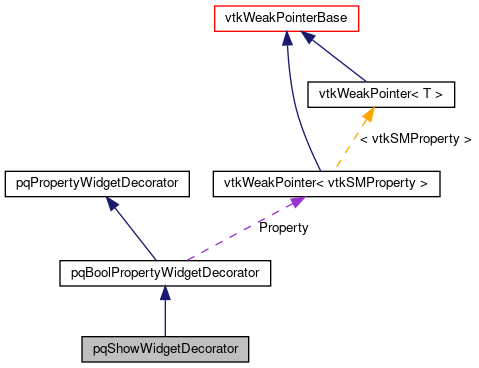 vtkWeakPointerBase
vtkWeakPointer< T >
< vtkSMProperty >
pqPropertyWidgetDecorator
vtkWeakPointer< vtkSMProperty >
Property
pqBoolPropertyWidgetDecorator
pqShowWidgetDecorator